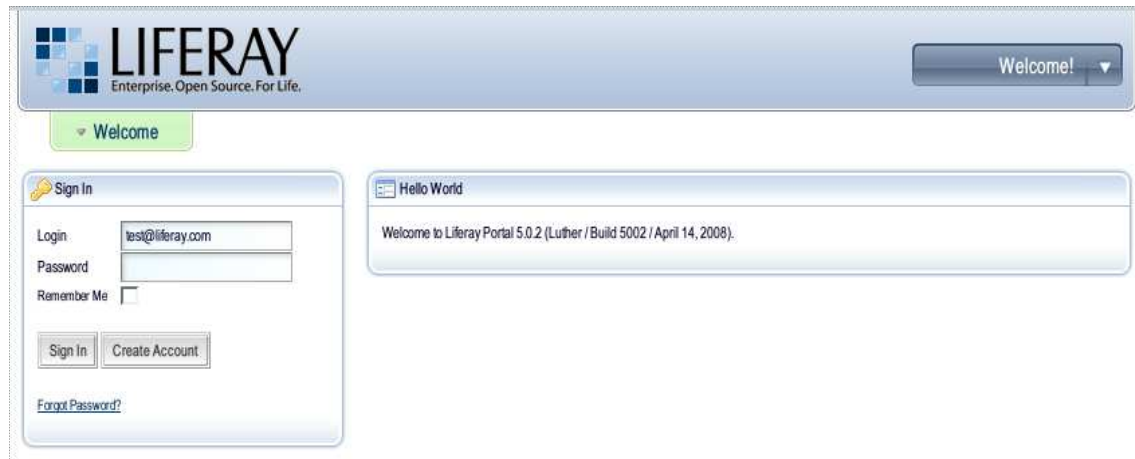 LIFERAY
Enterprise. Open Source. For Life.
Welcome!
Welcome
Sign In
Login test@liferay.com
Password
Remember Me
Sign In Create Account
Forgot Password?
Hello World
Welcome to Liferay Portal 5.0.2 (Luther / Build 5002 / April 14, 2008).